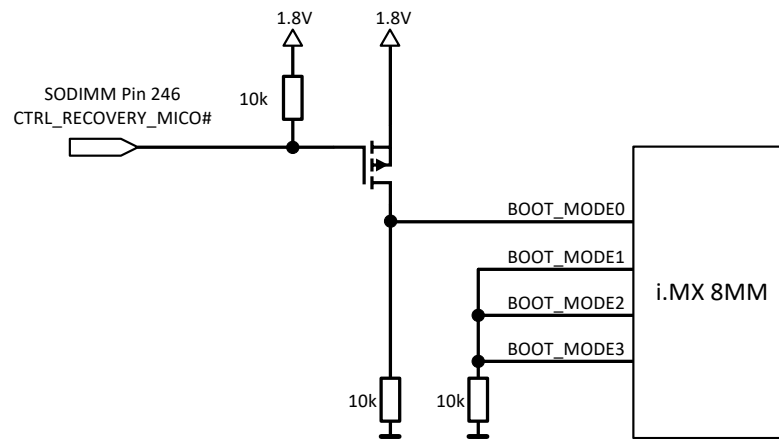 1.8V
1.8V
SODIMM Pin 246
CTRL_RECOVERY_MICO#
10k
BOOT_MODE0
BOOT_MODE1
BOOT_MODE2
BOOT_MODE3
i.MX 8MM
10k
10k